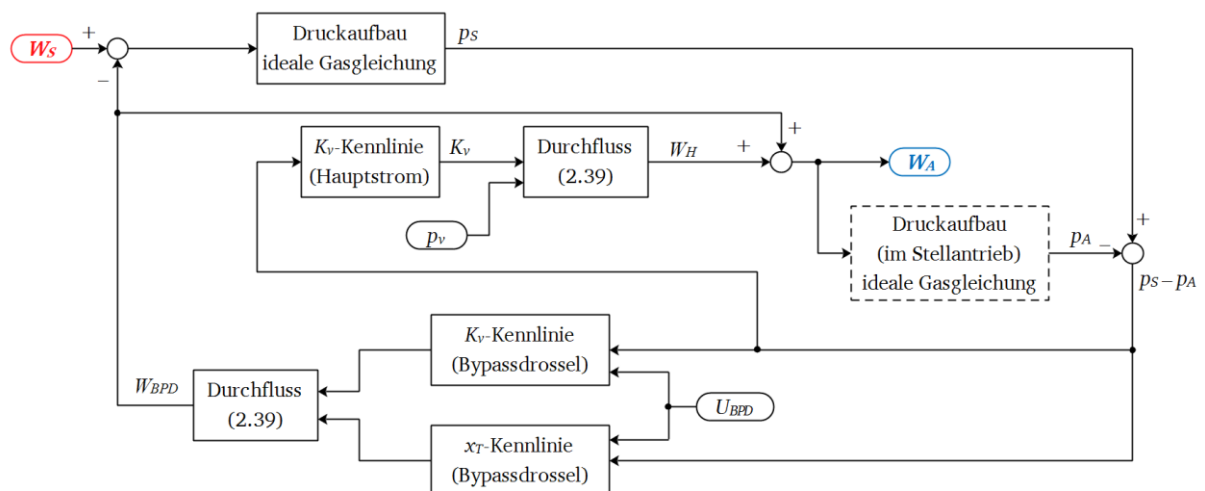 W_S
+
−
Druckaufbau
ideale Gasgleichung
p_S
K_v-Kennlinie
(Hauptstrom)
K_v
Durchfluss
(2.39)
W_H
+
+
W_A
p_v
Druckaufbau
(im Stellantrieb)
ideale Gasgleichung
p_A
−
+
p_S − p_A
K_v-Kennlinie
(Bypassdrossel)
W_BPD
Durchfluss
(2.39)
U_BPD
x_T-Kennlinie
(Bypassdrossel)